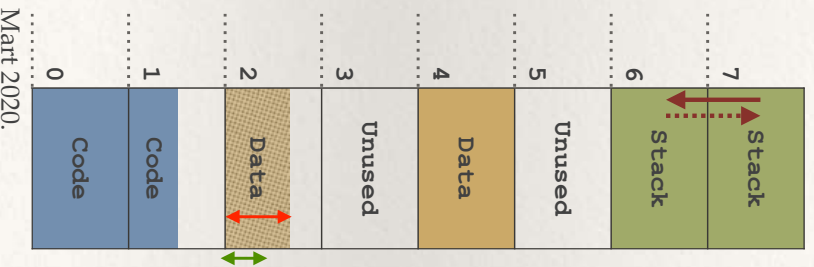 Mart 2020.
0
Code
1
Code
2
Data
3
Unused
4
Data
5
Unused
6
Stack
7
Stack